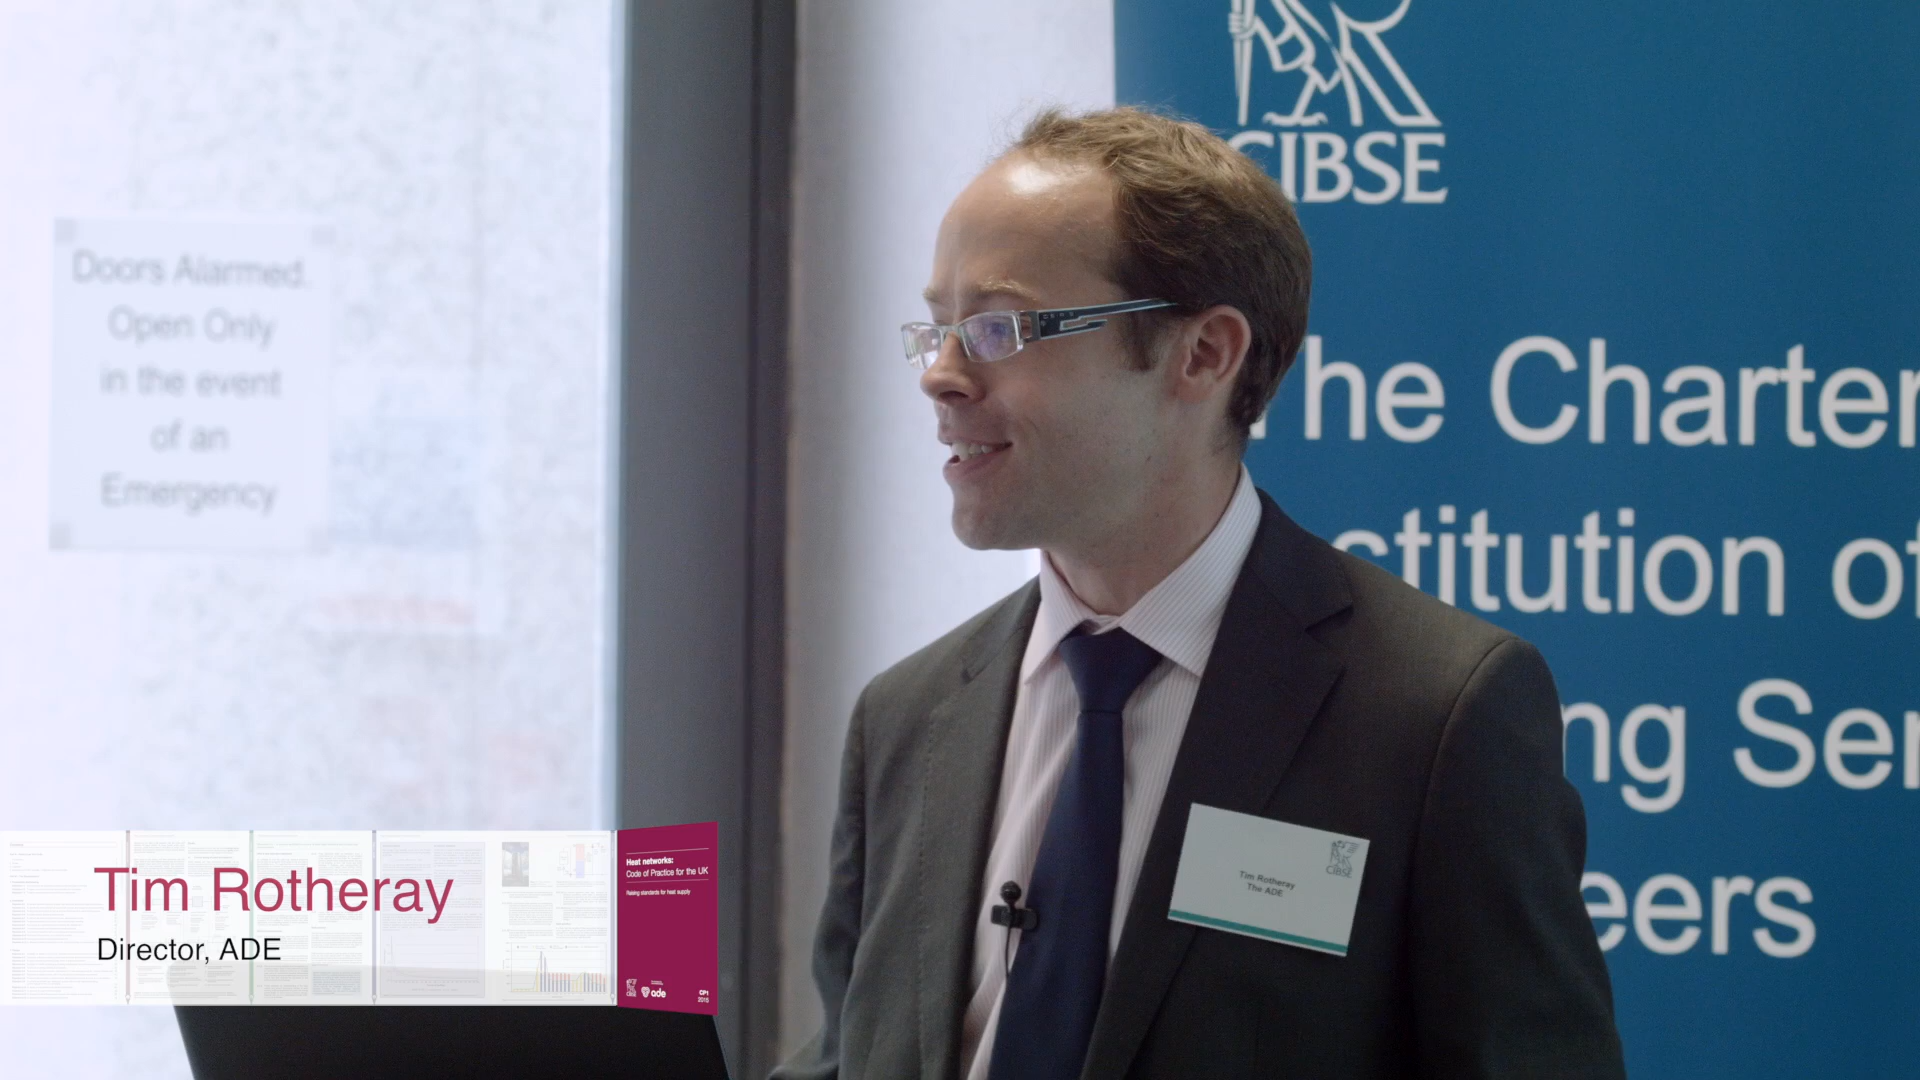 CIBSE
The Charter
stitution of
ng Ser
eers
Doors Alarmed.
Open Only
in the event
of an
Emergency
Tim Rotheray
The ADE
CIBSE
Tim Rotheray
Director, ADE
Heat networks:
Code of Practice for the UK
Raising standards for heat supply
ade
CP1
2015